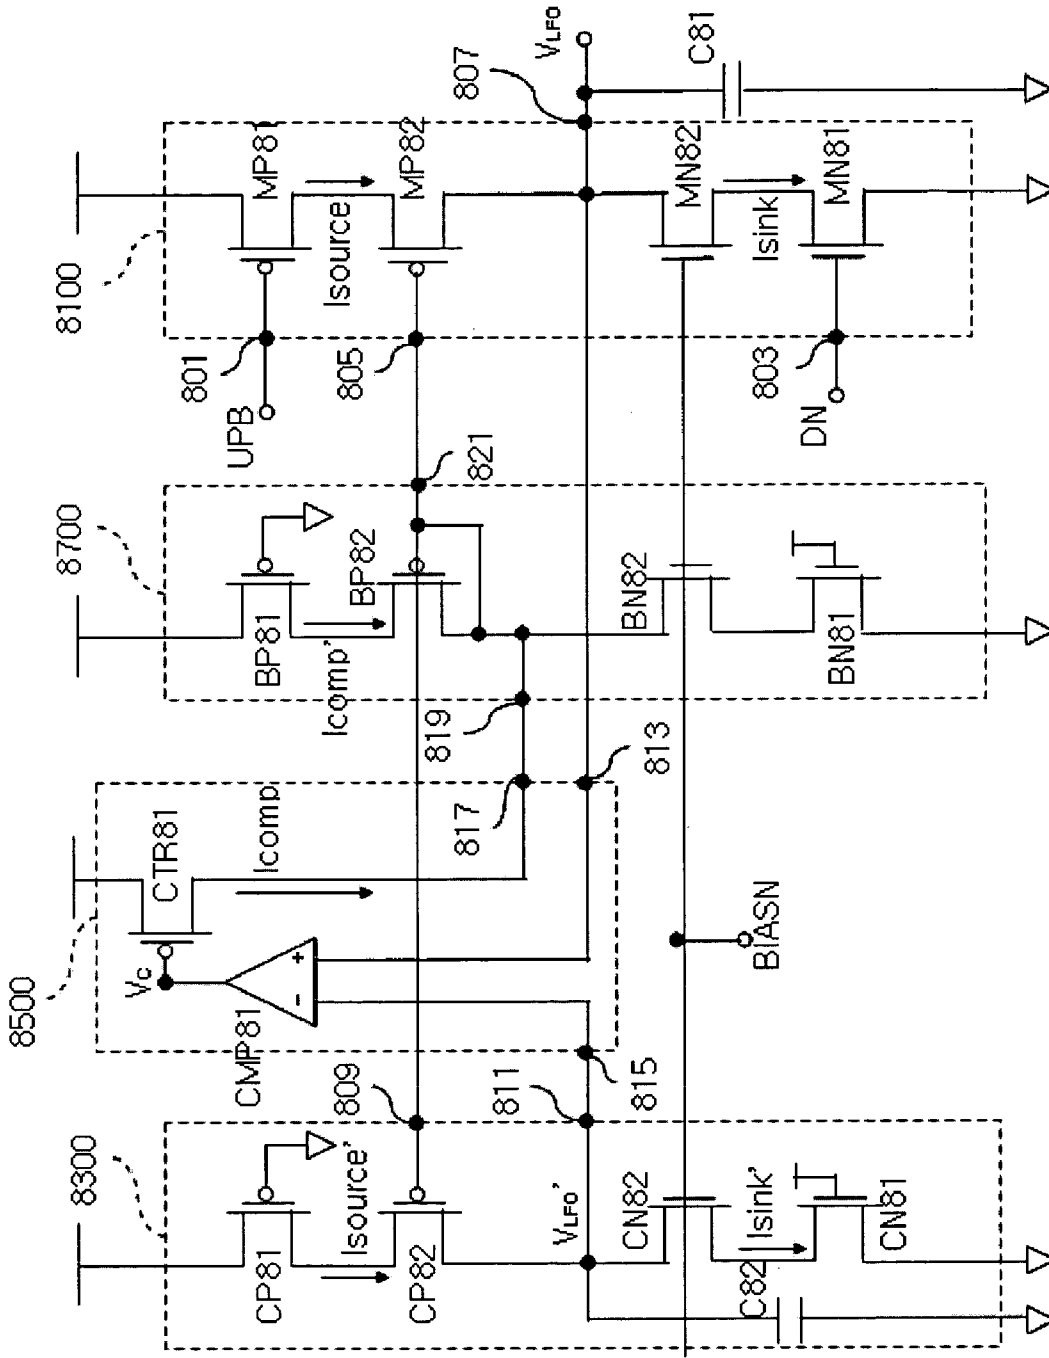 8300
CP81
Isource'
CP82
809
811
V_LFO'
CN82
Isink'
CN81
C82
8500
CTR81
Vc
Icomp
CMP81
+
-
815
817
813
BIASN
8700
BP81
Icomp'
BP82
821
819
BN82
BN81
8100
MP81
801
UPB
Isource
MP82
805
807
V_LFO
C81
MN82
Isink
MN81
803
DN